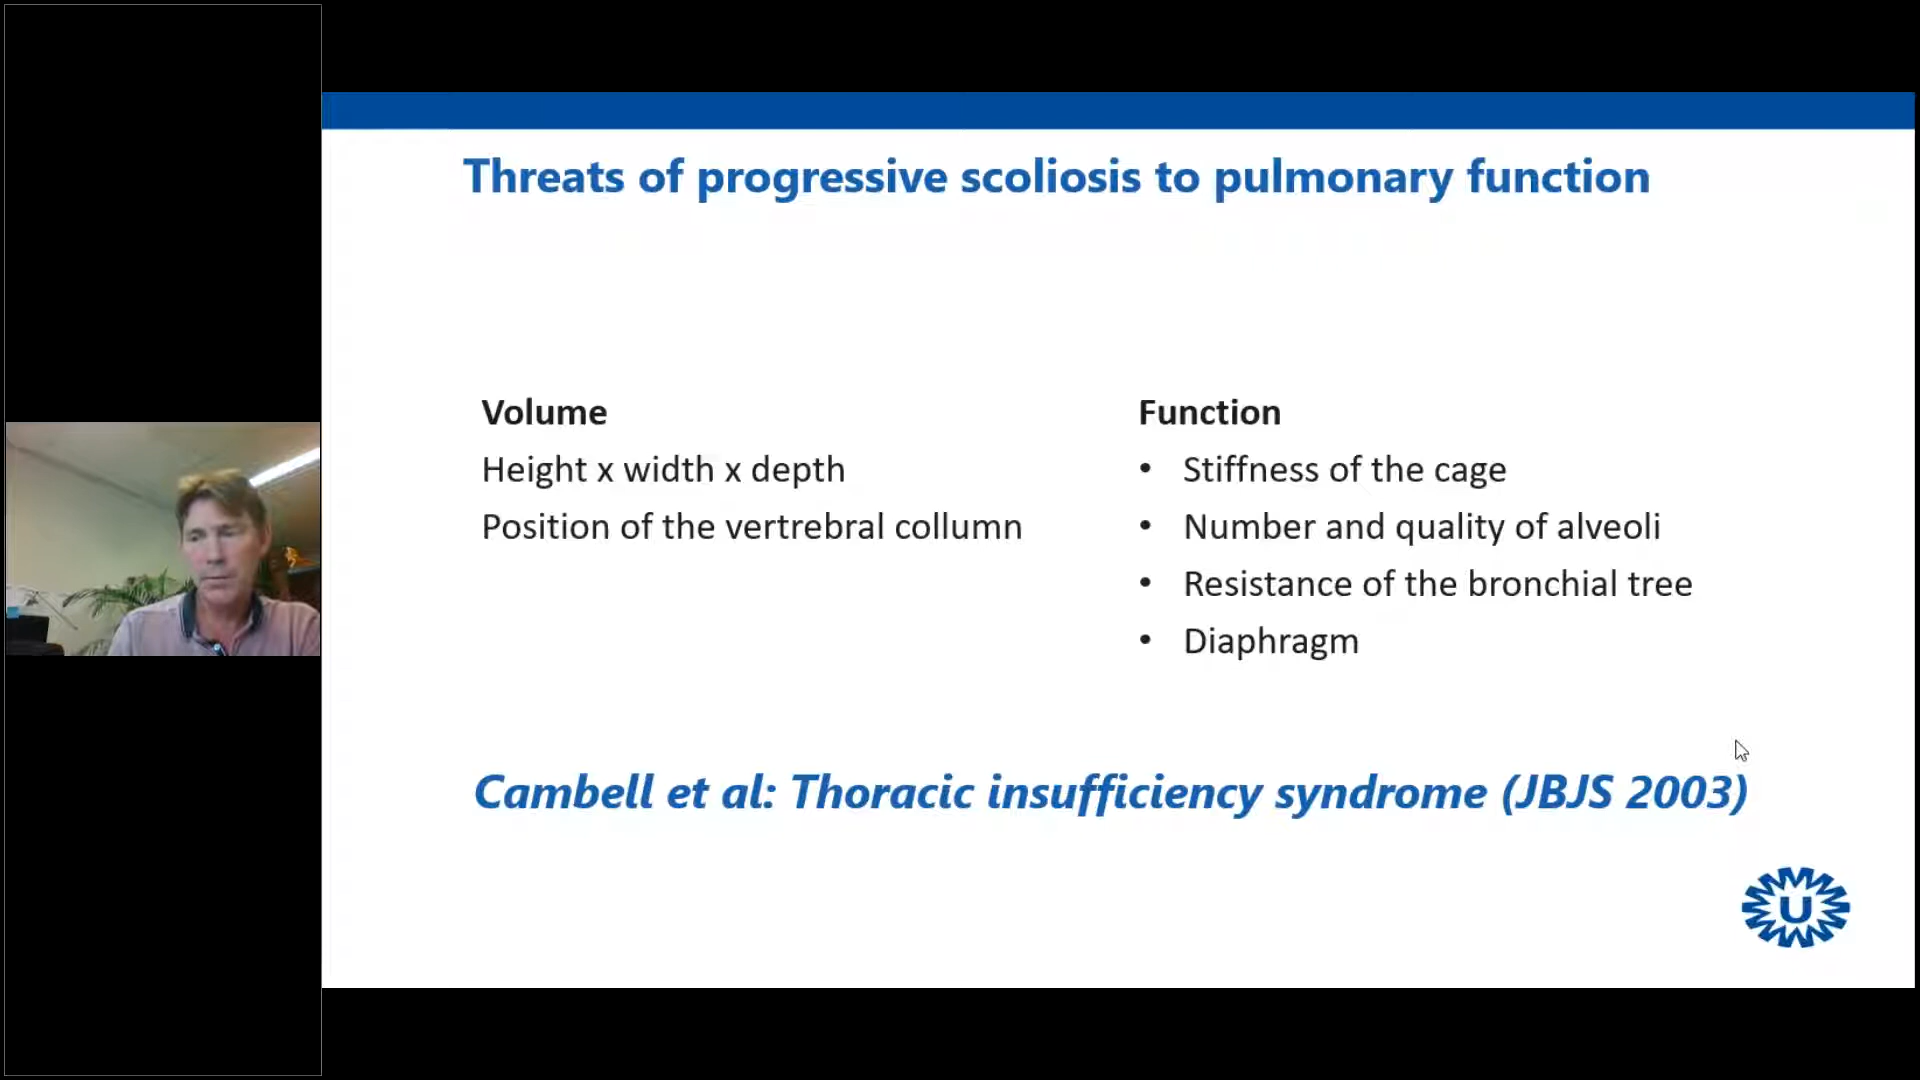 Threats of progressive scoliosis to pulmonary function
Volume
Height x width x depth
Position of the vertrebral collumn
Function
• Stiffness of the cage
• Number and quality of alveoli
• Resistance of the bronchial tree
• Diaphragm
Cambell et al: Thoracic insufficiency syndrome (JBJS 2003)
U